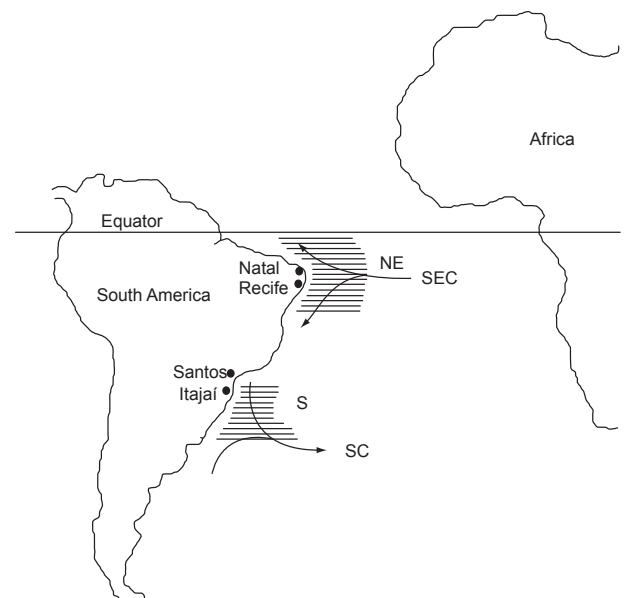 Africa
Equator
Natal
NE
Recife
SEC
South America
Santos
Itajaí
S
SC